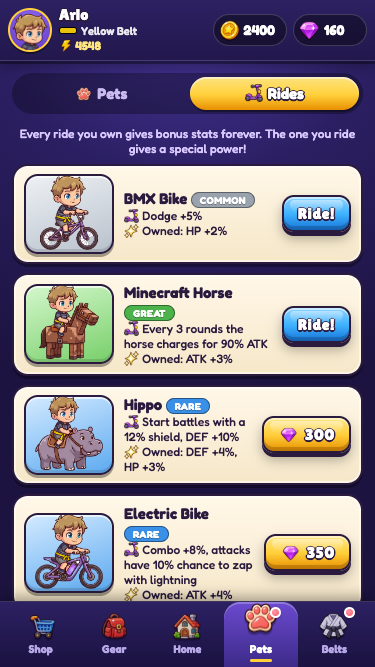 Arlo
Yellow Belt
4548
2400
160
Pets
Rides
Every ride you own gives bonus stats forever. The one you ride
gives a special power!
BMX Bike COMMON
Dodge +5%
Owned: HP +2%
Ride!
Minecraft Horse
GREAT
Every 3 rounds the
horse charges for 90% ATK
Owned: ATK +3%
Ride!
Hippo RARE
Start battles with a
12% shield, DEF +10%
Owned: DEF +4%,
HP +3%
300
Electric Bike
RARE
Combo +8%, attacks
have 10% chance to zap
with lightning
Owned: ATK +4%
350
Shop
Gear
Home
Pets
Belts